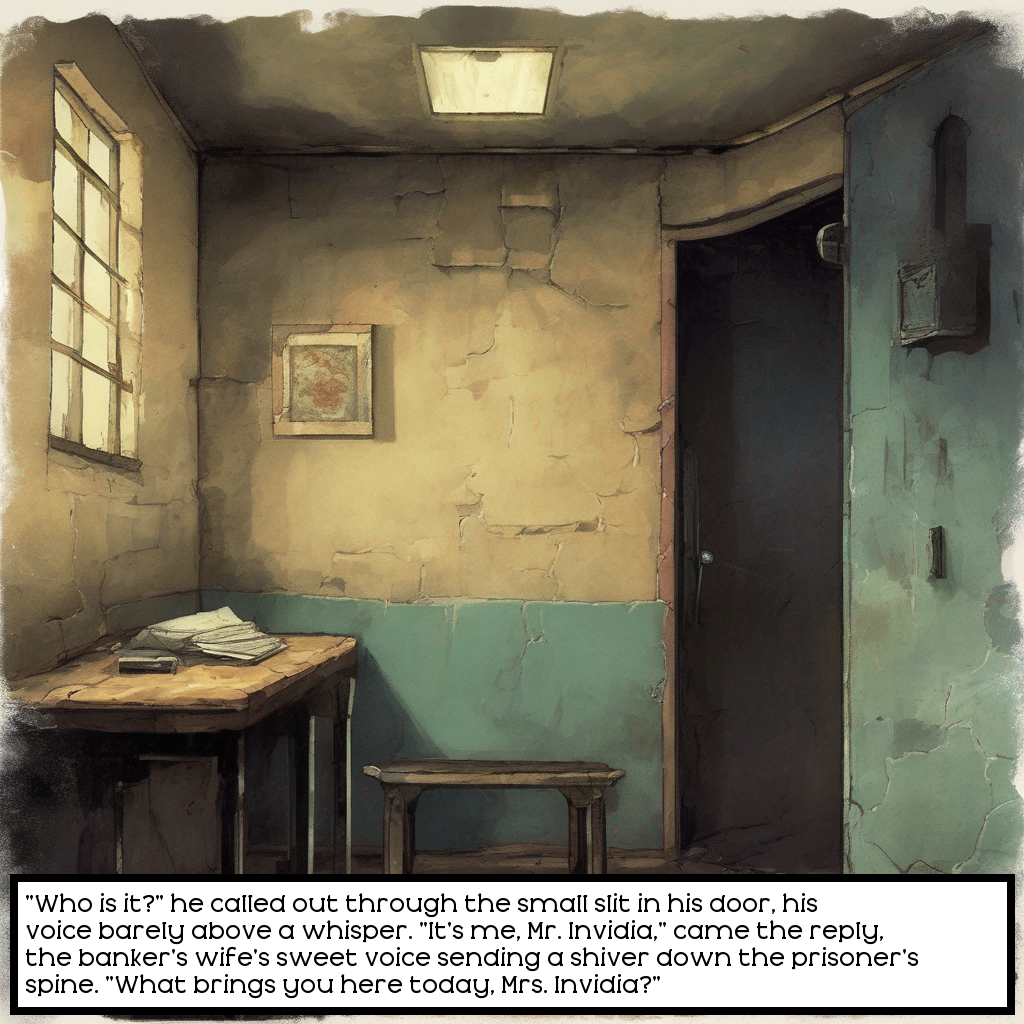 "Who is it?" he called out through the small slit in his door, his
voice barely above a whisper. "It's me, Mr. Invidia," came the reply,
the banker's wife's sweet voice sending a shiver down the prisoner's
spine. "What brings you here today, Mrs. Invidia?"